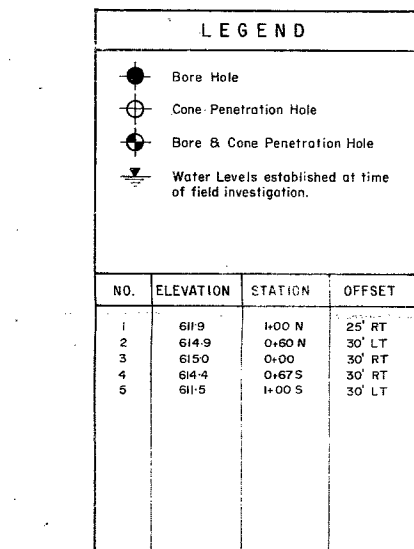 LEGEND
Bore Hole
Cone Penetration Hole
Bore & Cone Penetration Hole
Water Levels established at time
of field investigation.
NO. ELEVATION STATION OFFSET
1 611·9 1+00 N 25' RT
2 614·9 0+60 N 30' LT
3 615·0 0+00 30' RT
4 614·4 0+67 S 30' RT
5 611·5 1+00 S 30' LT